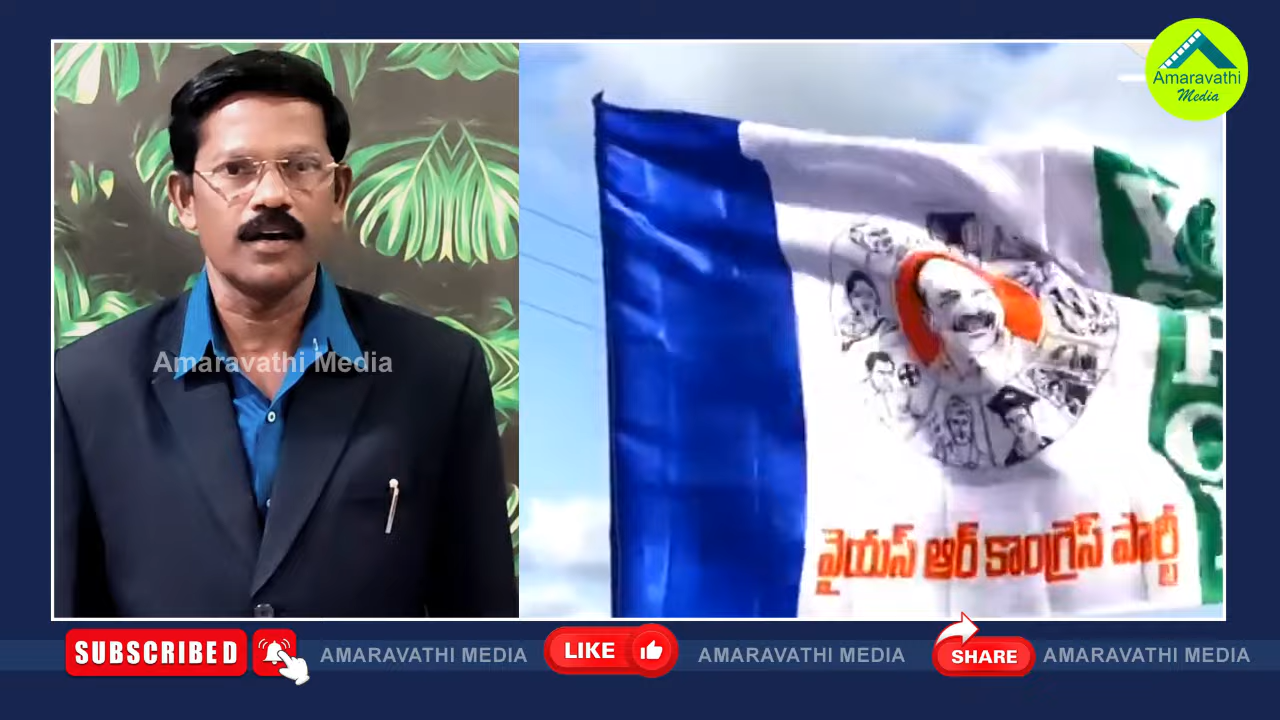 Amaravathi
Media
Amaravathi Media
వైయస్ ఆర్ కాంగ్రెస్ పార్టీ
SUBSCRIBED
AMARAVATHI MEDIA
LIKE
AMARAVATHI MEDIA
SHARE
AMARAVATHI MEDIA